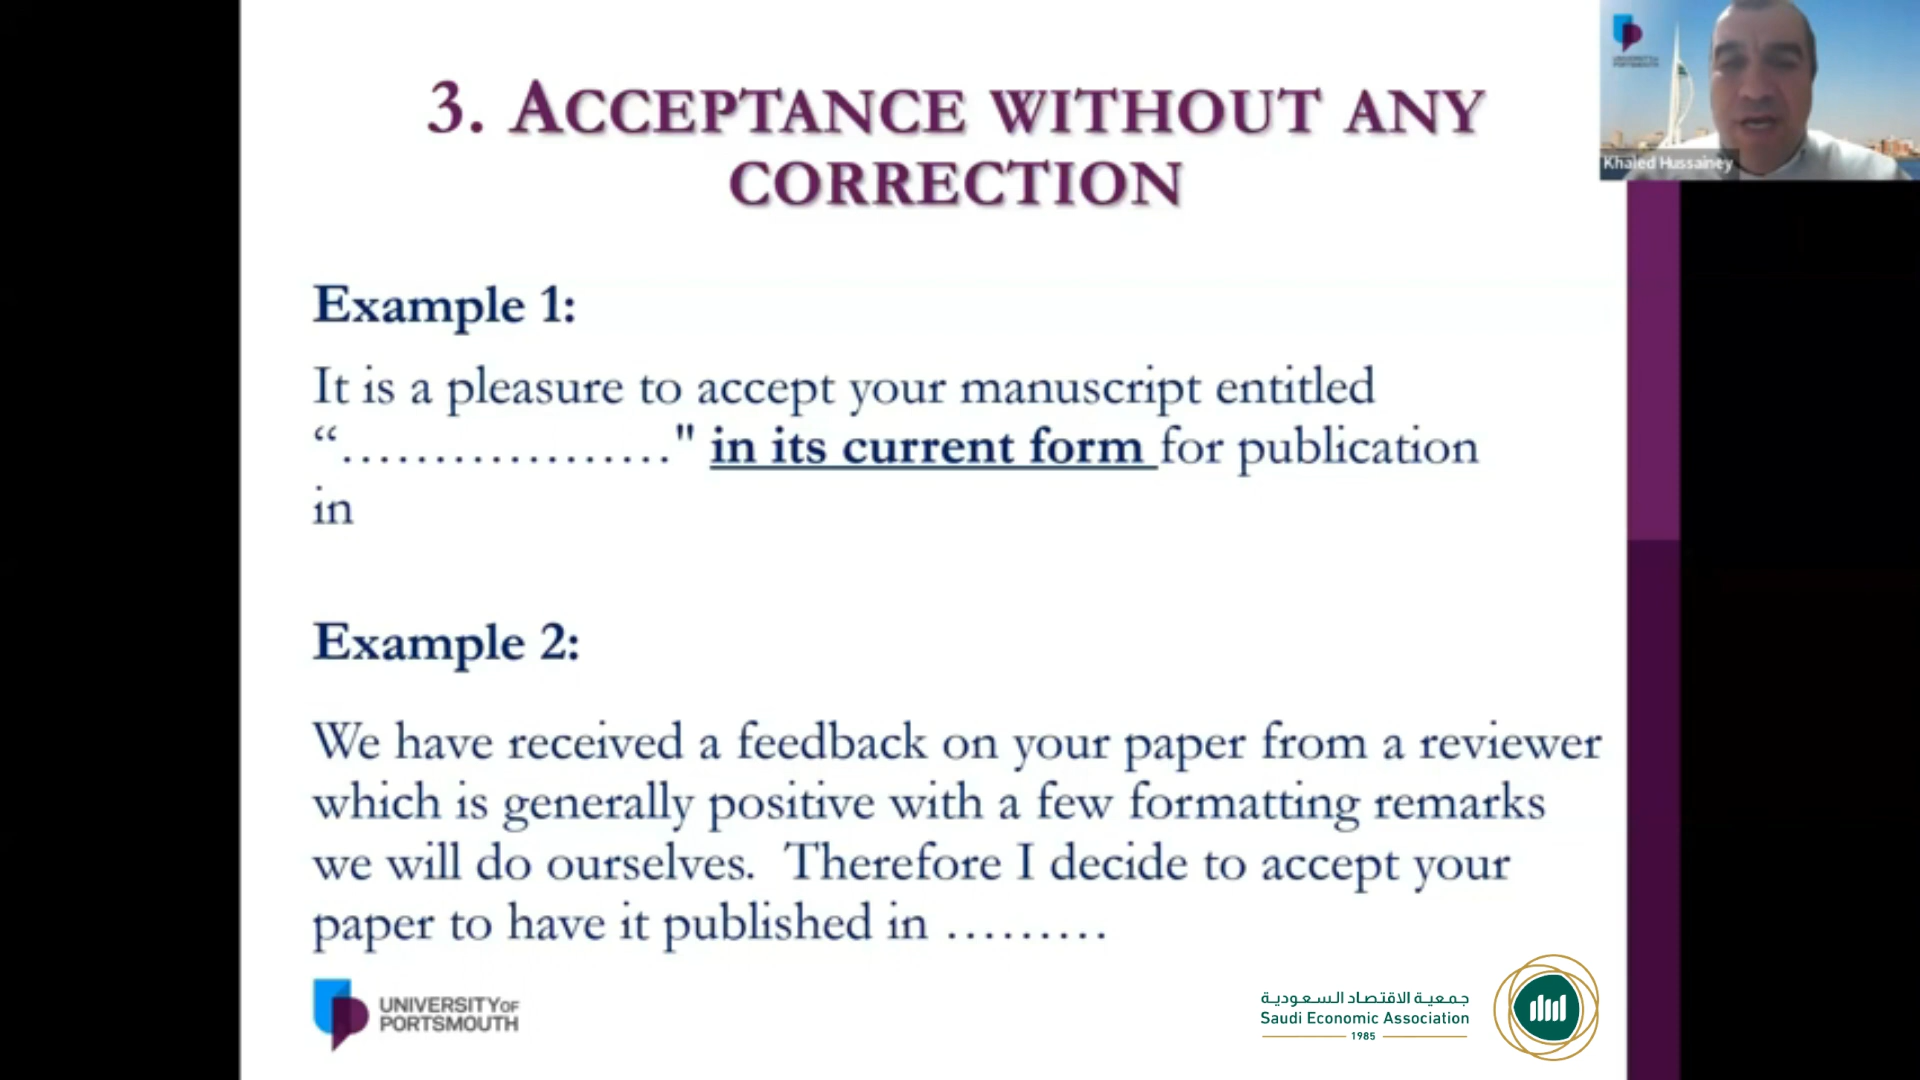 3. ACCEPTANCE WITHOUT ANY
CORRECTION
Khaled Hussainey
Example 1:
It is a pleasure to accept your manuscript entitled
“………………" in its current form for publication
in
Example 2:
We have received a feedback on your paper from a reviewer
which is generally positive with a few formatting remarks
we will do ourselves. Therefore I decide to accept your
paper to have it published in ………
UNIVERSITY OF
PORTSMOUTH
جمعية الاقتصاد السعودية
Saudi Economic Association
1985